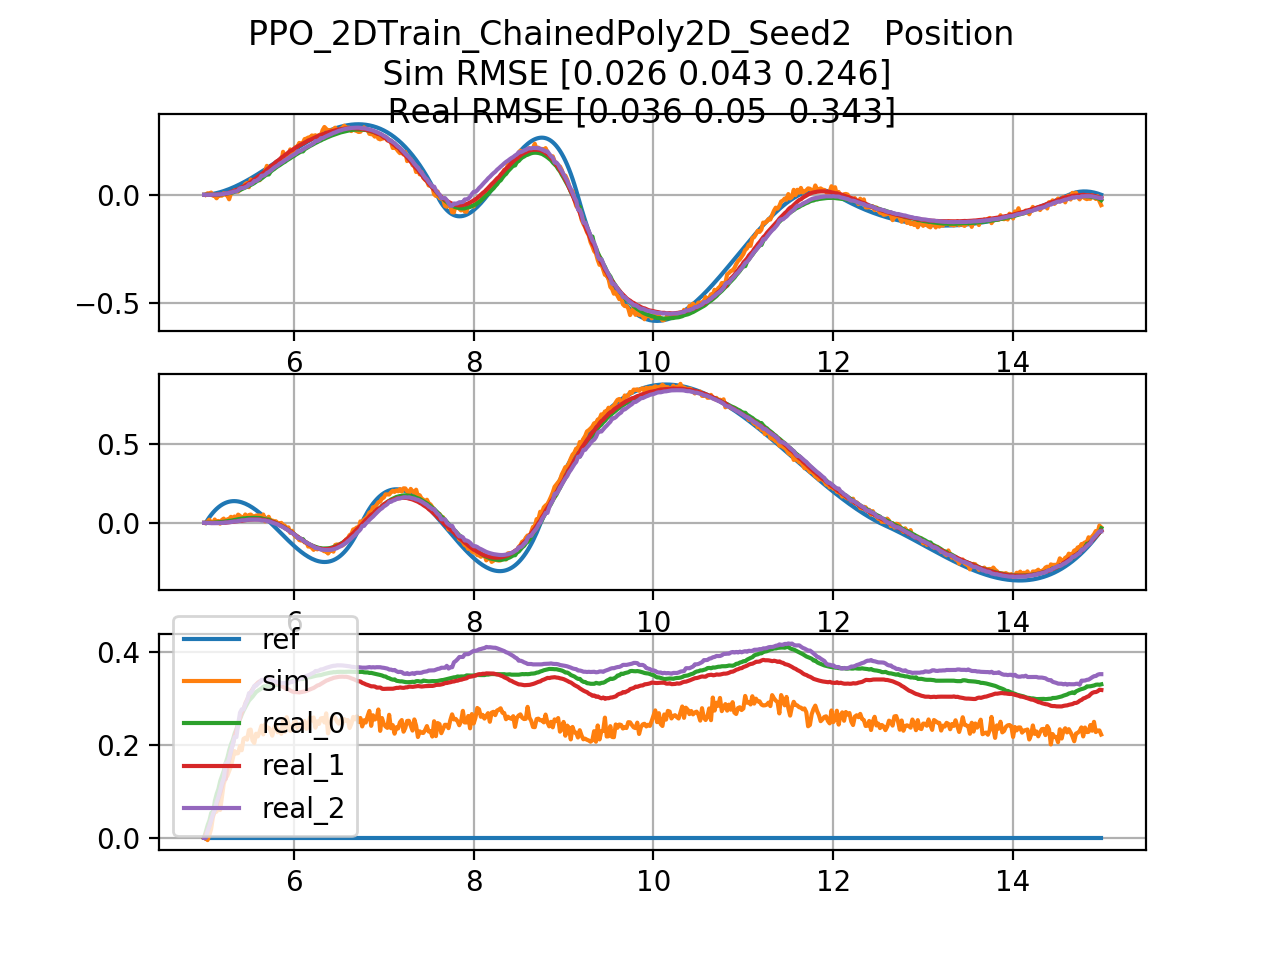 PPO_2DTrain_ChainedPoly2D_Seed2   Position
Sim RMSE [0.026 0.043 0.246]
Real RMSE [0.036 0.05  0.343]
0.0
−0.5
6 8 10 12 14
0.5
0.0
6 8 10 12 14
0.4
0.2
0.0
ref
sim
real_0
real_1
real_2
6 8 10 12 14